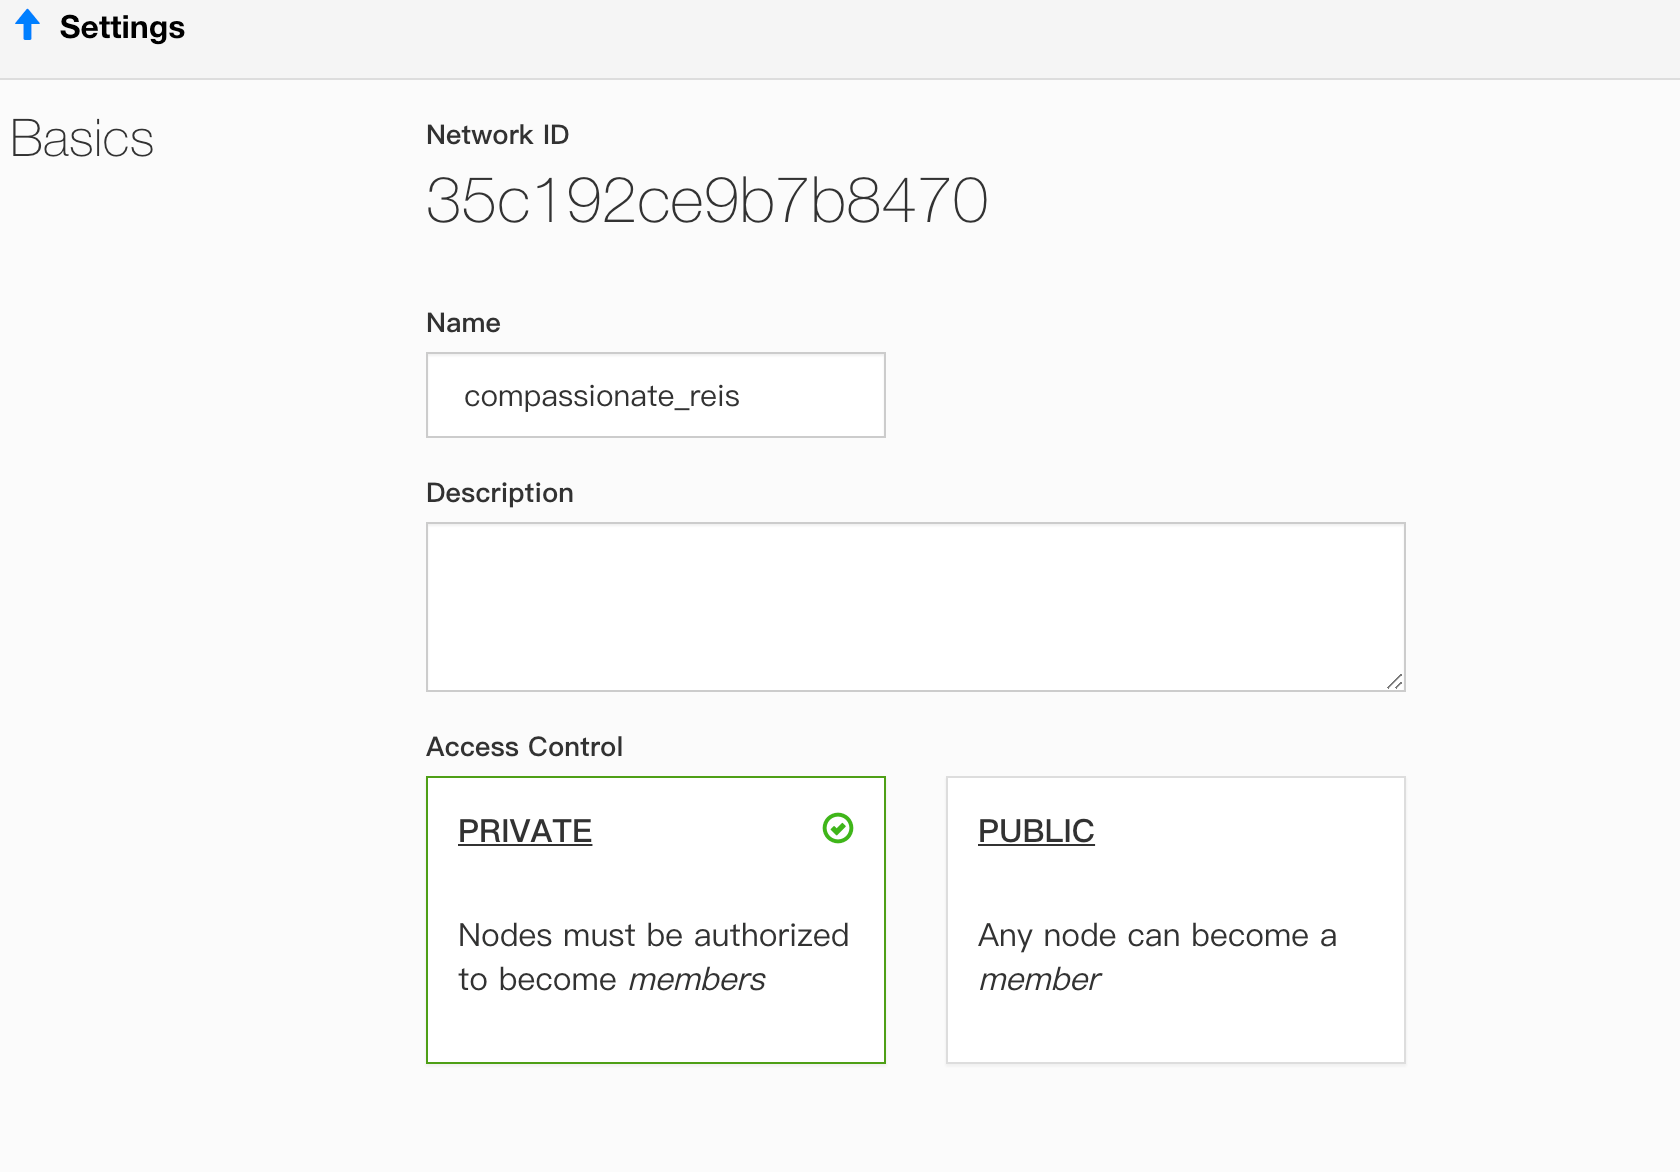 Settings
Basics
Network ID
35c192ce9b7b8470
Name
compassionate_reis
Description
Access Control
PRIVATE
Nodes must be authorized
to become members
PUBLIC
Any node can become a
member